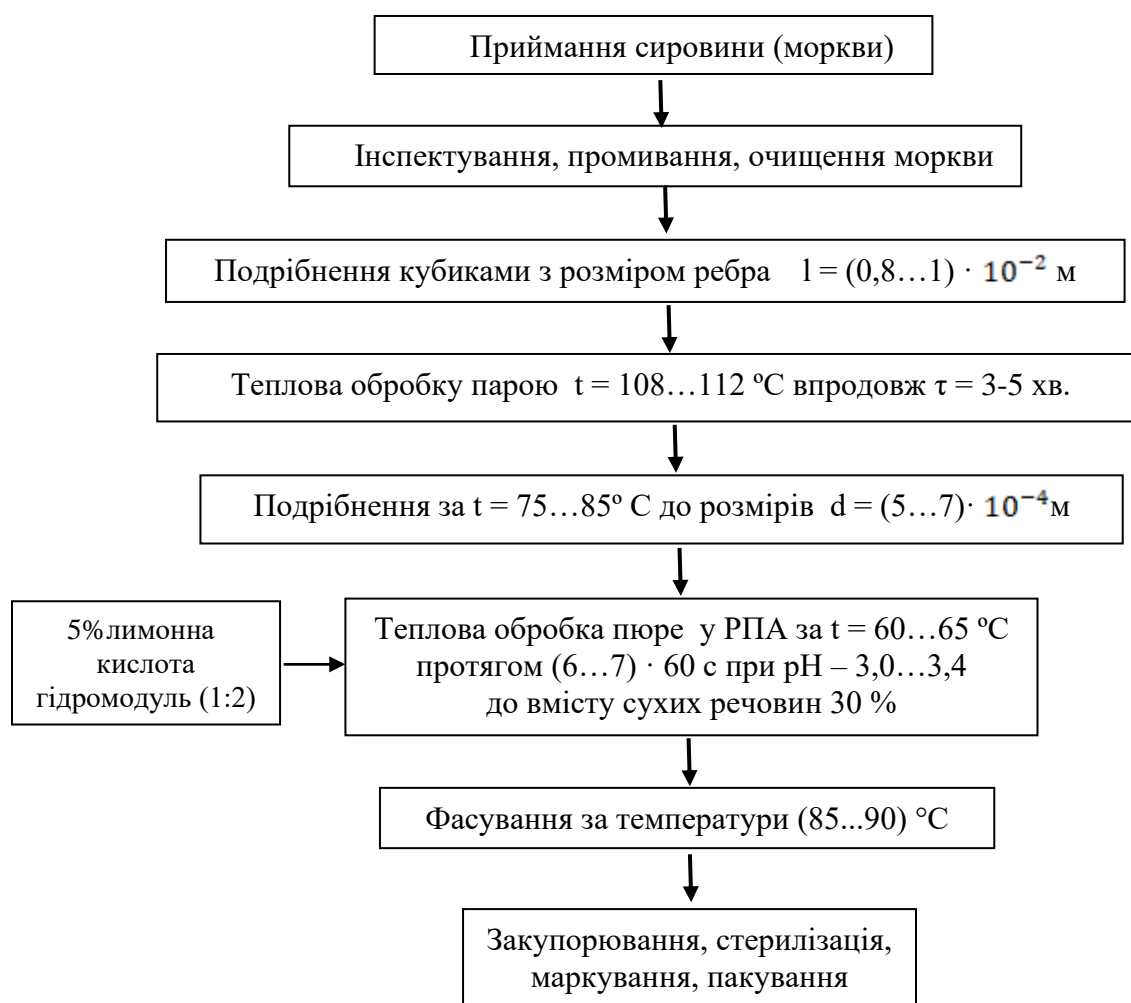 Приймання сировини (моркви)
Інспектування, промивання, очищення моркви
Подрібнення кубиками з розміром ребра l = (0,8…1) · 10⁻² м
Теплова обробку парою t = 108…112 ºС впродовж τ = 3-5 хв.
Подрібнення за t = 75…85º С до розмірів d = (5…7)· 10⁻⁴м
5% лимонна
кислота
гідромодуль (1:2)
Теплова обробка пюре у РПА за t = 60…65 ºС
протягом (6…7) · 60 с при рН – 3,0…3,4
до вмісту сухих речовин 30 %
Фасування за температури (85...90) °С
Закупорювання, стерилізація,
маркування, пакування